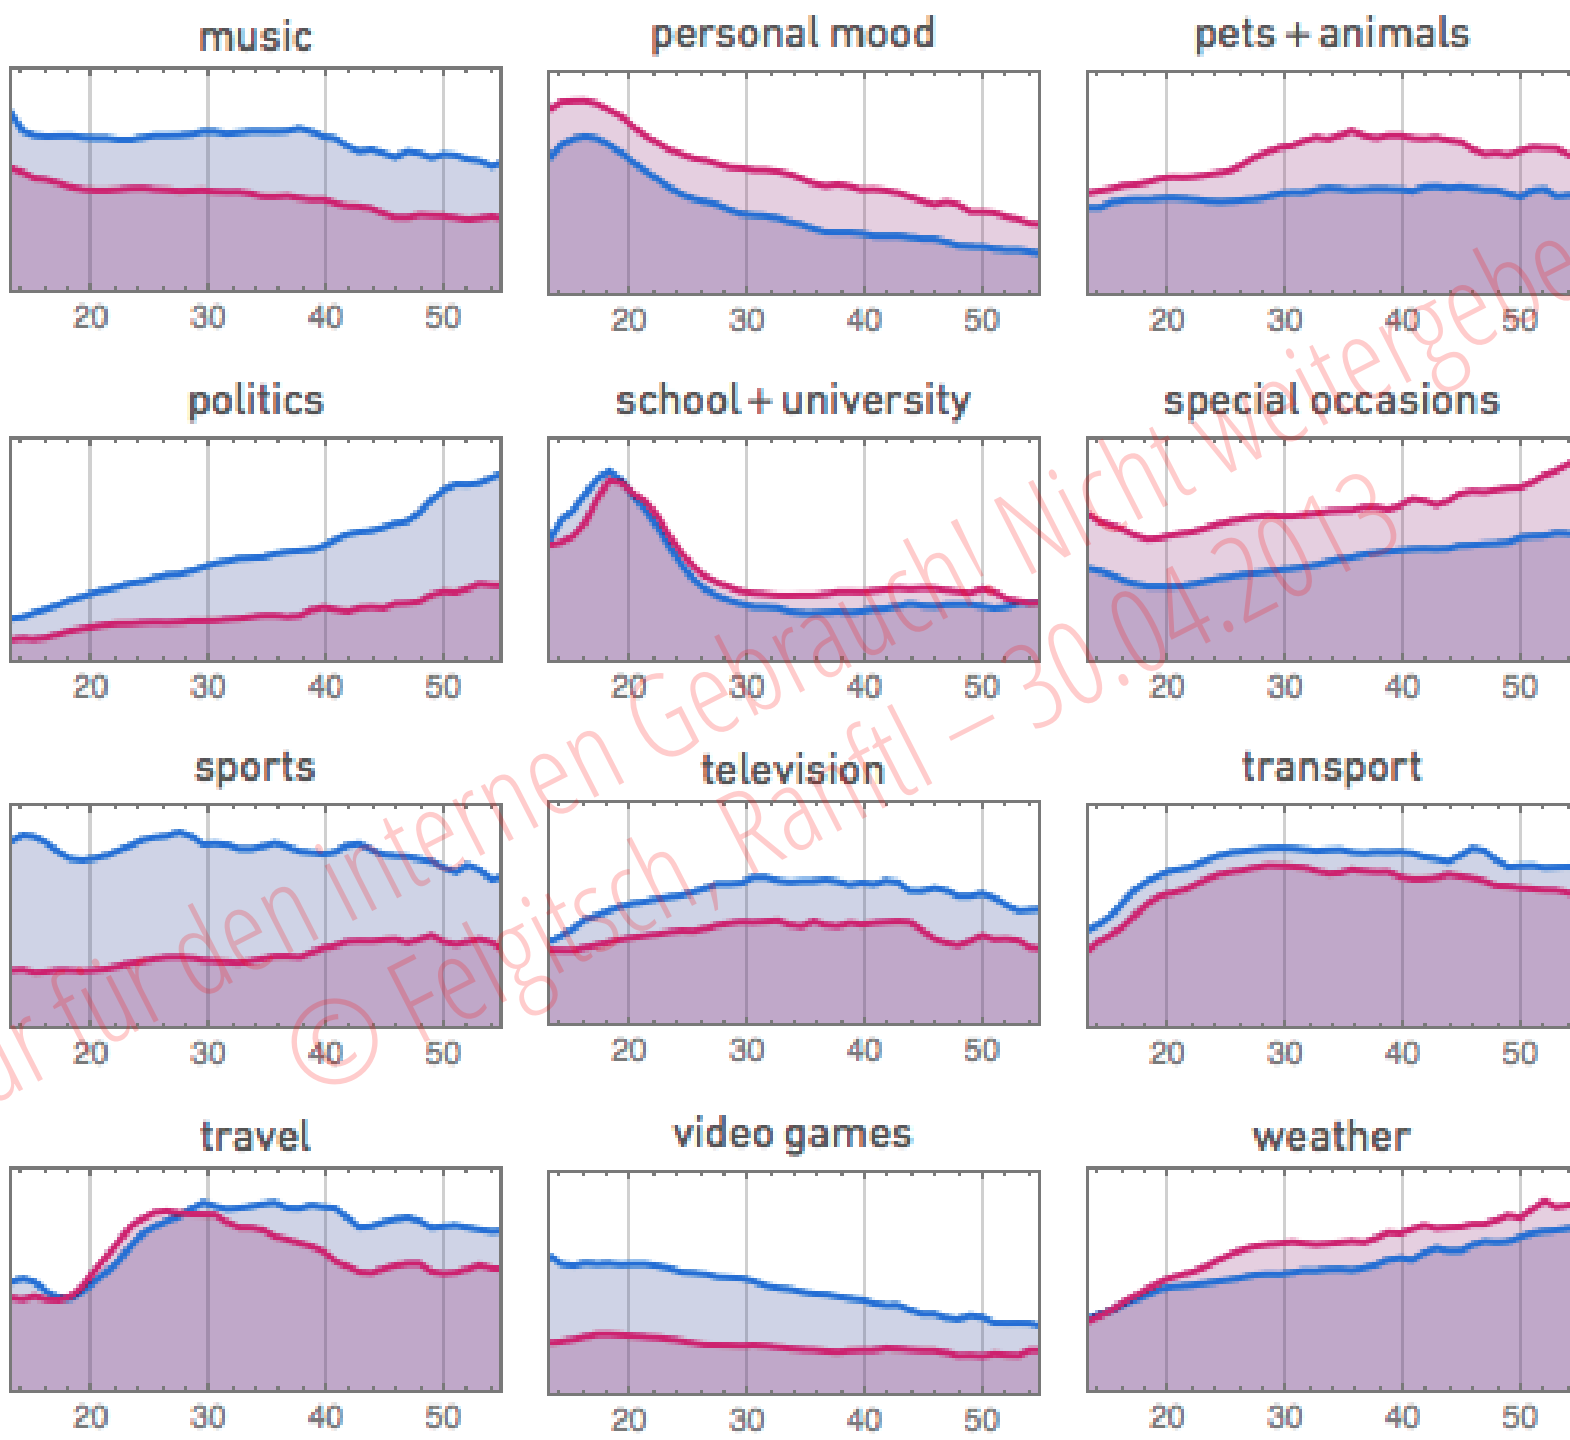 music personal mood pets + animals
20 30 40 50 20 30 40 50 20 30 40 50
politics school + university special occasions
20 30 40 50 20 30 40 50 20 30 40 50
sports television transport
20 30 40 50 20 30 40 50 20 30 40 50
travel video games weather
20 30 40 50 20 30 40 50 20 30 40 50
für den internen Gebrauch! Nicht
© Felgitsch, Ranftl – 30.04.2013